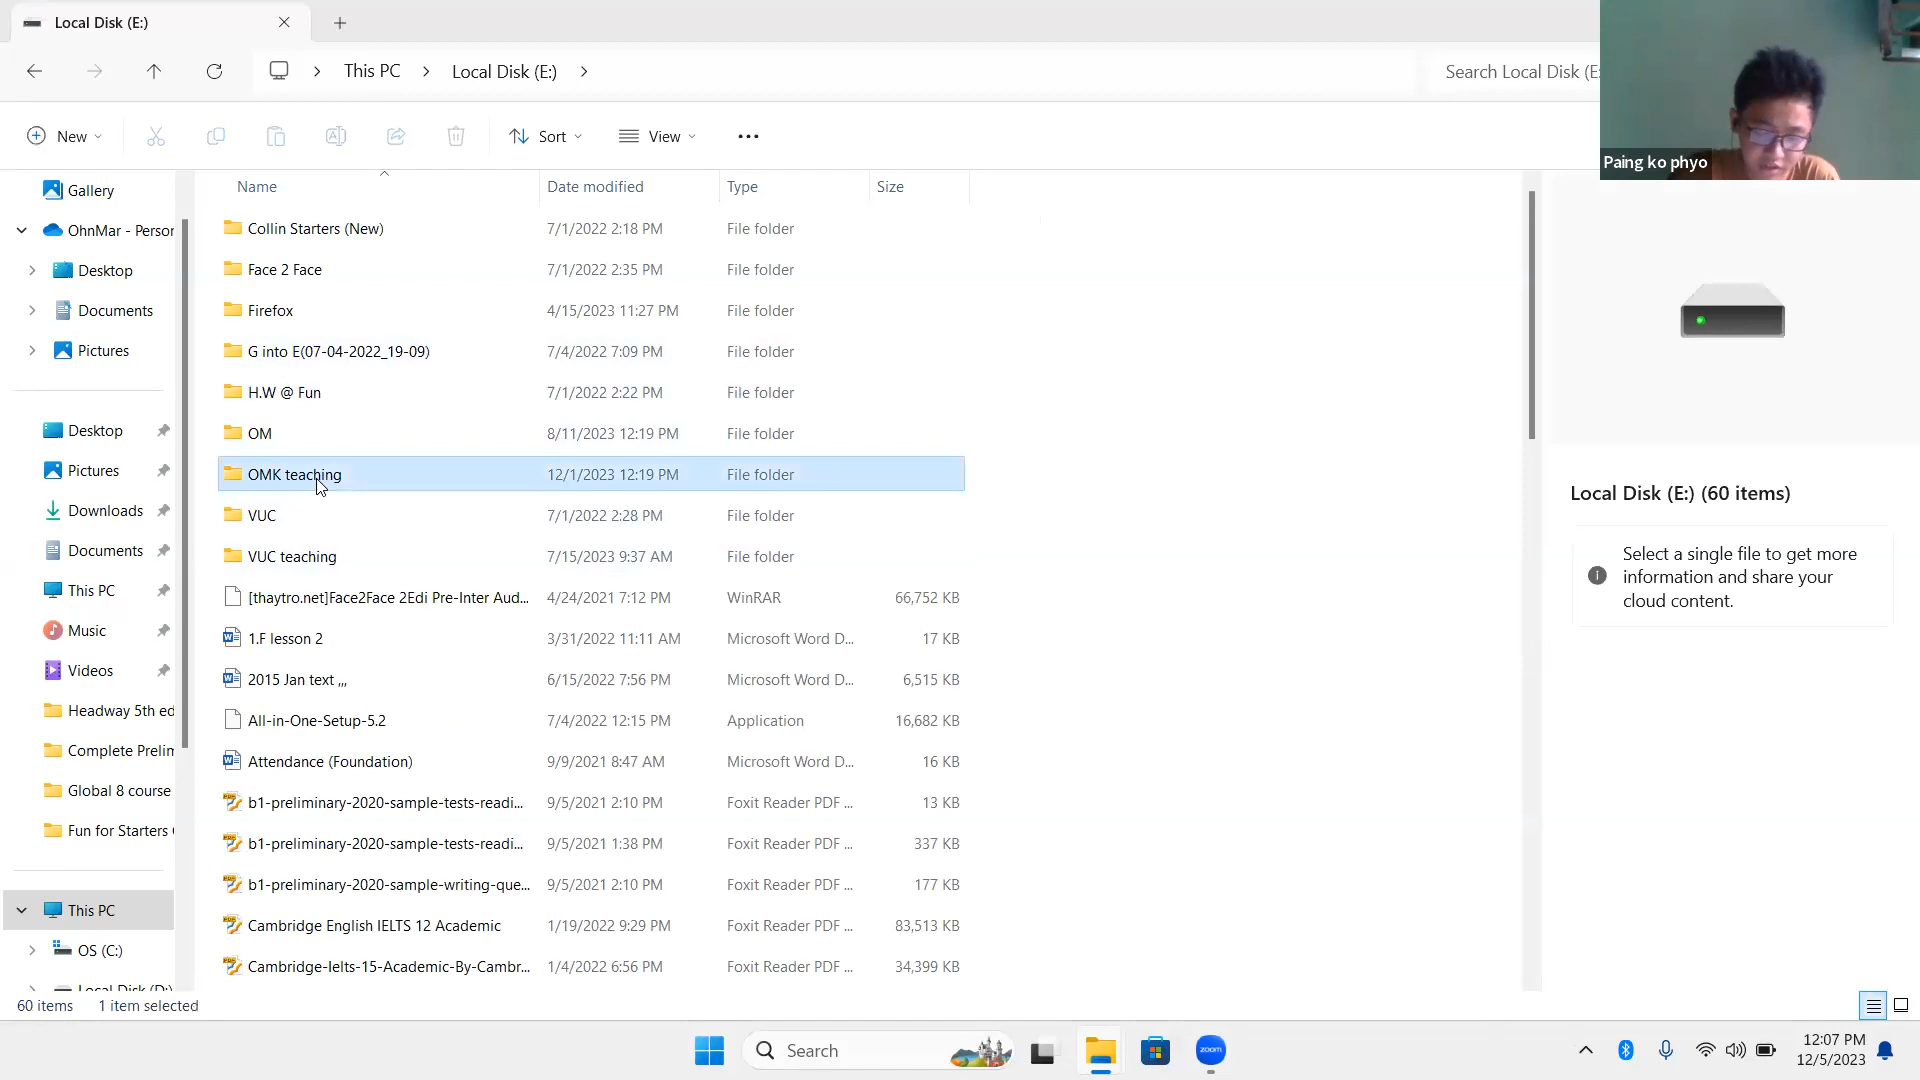 Local Disk (E:)
This PC
Local Disk (E:)
Search Local Disk (E:
Paing ko phyo
New
Sort
View
Gallery
OhnMar - Person
Desktop
Documents
Pictures
Desktop
Pictures
Downloads
Documents
This PC
Music
Videos
Headway 5th ed
Complete Prelim
Global 8 course
Fun for Starters
This PC
OS (C:)
Local Disk (D:)
Name Date modified Type Size
Collin Starters (New) 7/1/2022 2:18 PM File folder
Face 2 Face 7/1/2022 2:35 PM File folder
Firefox 4/15/2023 11:27 PM File folder
G into E(07-04-2022_19-09) 7/4/2022 7:09 PM File folder
H.W @ Fun 7/1/2022 2:22 PM File folder
OM 8/11/2023 12:19 PM File folder
OMK teaching 12/1/2023 12:19 PM File folder
VUC 7/1/2022 2:28 PM File folder
VUC teaching 7/15/2023 9:37 AM File folder
[thaytro.net]Face2Face 2Edi Pre-Inter Aud... 4/24/2021 7:12 PM WinRAR 66,752 KB
1.F lesson 2 3/31/2022 11:11 AM Microsoft Word D... 17 KB
2015 Jan text ,,, 6/15/2022 7:56 PM Microsoft Word D... 6,515 KB
All-in-One-Setup-5.2 7/4/2022 12:15 PM Application 16,682 KB
Attendance (Foundation) 9/9/2021 8:47 AM Microsoft Word D... 16 KB
b1-preliminary-2020-sample-tests-readi... 9/5/2021 2:10 PM Foxit Reader PDF ... 13 KB
b1-preliminary-2020-sample-tests-readi... 9/5/2021 1:38 PM Foxit Reader PDF ... 337 KB
b1-preliminary-2020-sample-writing-que... 9/5/2021 2:10 PM Foxit Reader PDF ... 177 KB
Cambridge English IELTS 12 Academic 1/19/2022 9:29 PM Foxit Reader PDF ... 83,513 KB
Cambridge-Ielts-15-Academic-By-Cambr... 1/4/2022 6:56 PM Foxit Reader PDF ... 34,399 KB
Local Disk (E:) (60 items)
Select a single file to get more
information and share your
cloud content.
60 items 1 item selected
Search
zoom
12:07 PM
12/5/2023